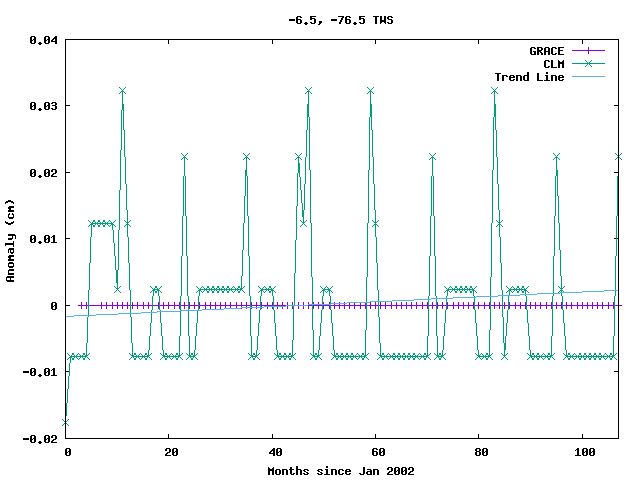 -6.5, -76.5 TWS
GRACE
CLM
Trend Line
0.04
0.03
0.02
0.01
0
-0.01
-0.02
Anomaly (cm)
0 20 40 60 80 100
Months since Jan 2002